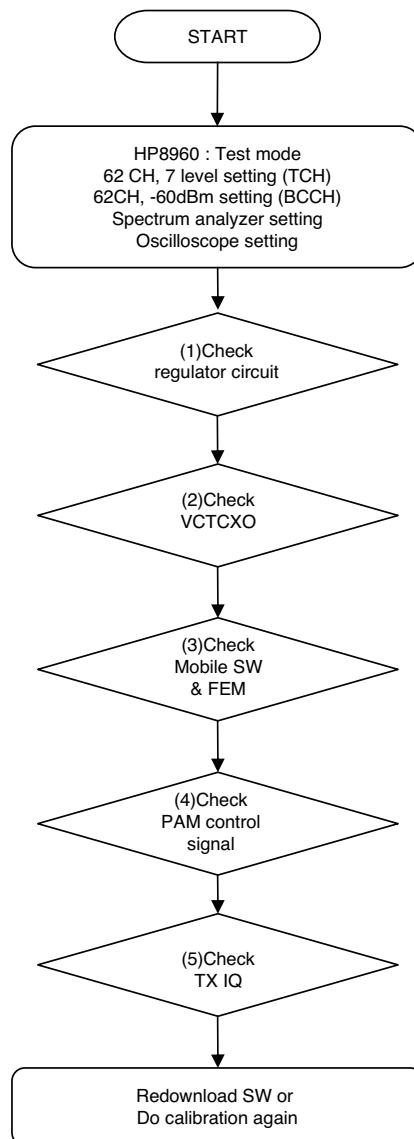 START
HP8960 : Test mode
62 CH, 7 level setting (TCH)
62CH, -60dBm setting (BCCH)
Spectrum analyzer setting
Oscilloscope setting
(1)Check
regulator circuit
(2)Check
VCTCXO
(3)Check
Mobile SW
& FEM
(4)Check
PAM control
signal
(5)Check
TX IQ
Redownload SW or
Do calibration again